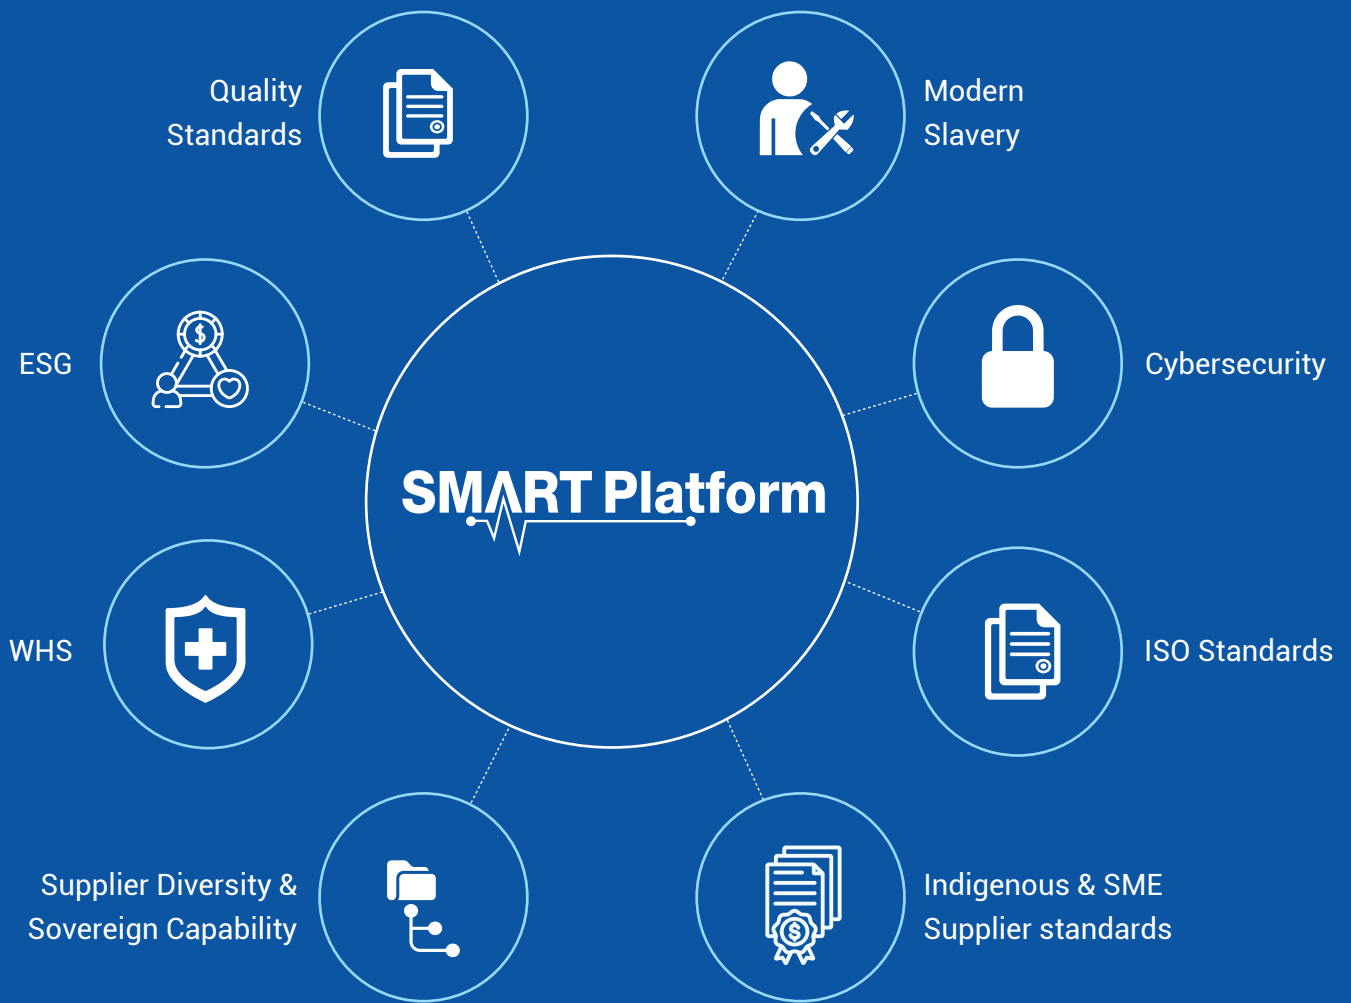 Quality
Standards
Modern
Slavery
ESG
Cybersecurity
SMART Platform
WHS
ISO Standards
Supplier Diversity &
Sovereign Capability
Indigenous & SME
Supplier standards